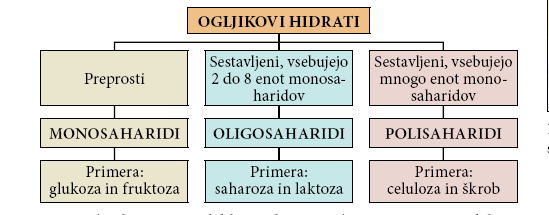 OGLJIKOVI HIDRATI
Preprosti
Sestavljeni, vsebujejo
2 do 8 enot monosa-
haridov
Sestavljeni, vsebujejo
mnogo enot mono-
saharidov
MONOSAHARIDI
OLIGOSAHARIDI
POLISAHARIDI
Primera:
glukoza in fruktoza
Primera:
saharoza in laktoza
Primera:
celuloza in škrob